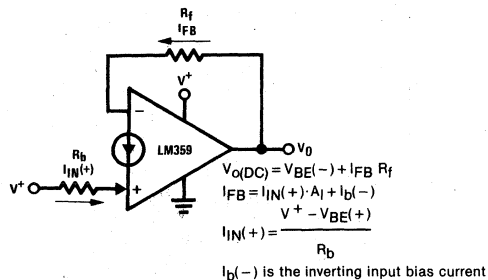 Rf
IFB
V+
−
LM359
Rb
IIN(+)
V+
+
VO
Vo(DC) = VBE(−) + IFB Rf
IFB = IIN(+) · AI + Ib(−)
IIN(+) = V+ − VBE(+) / Rb
Ib(−) is the inverting input bias current